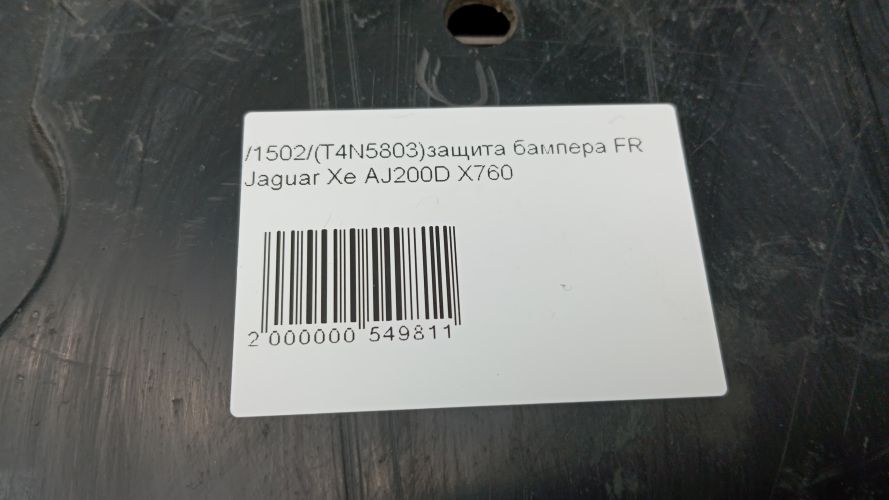 /1502/(T4N5803)защита бампера FR
Jaguar Xe AJ200D X760
2 000000 549811